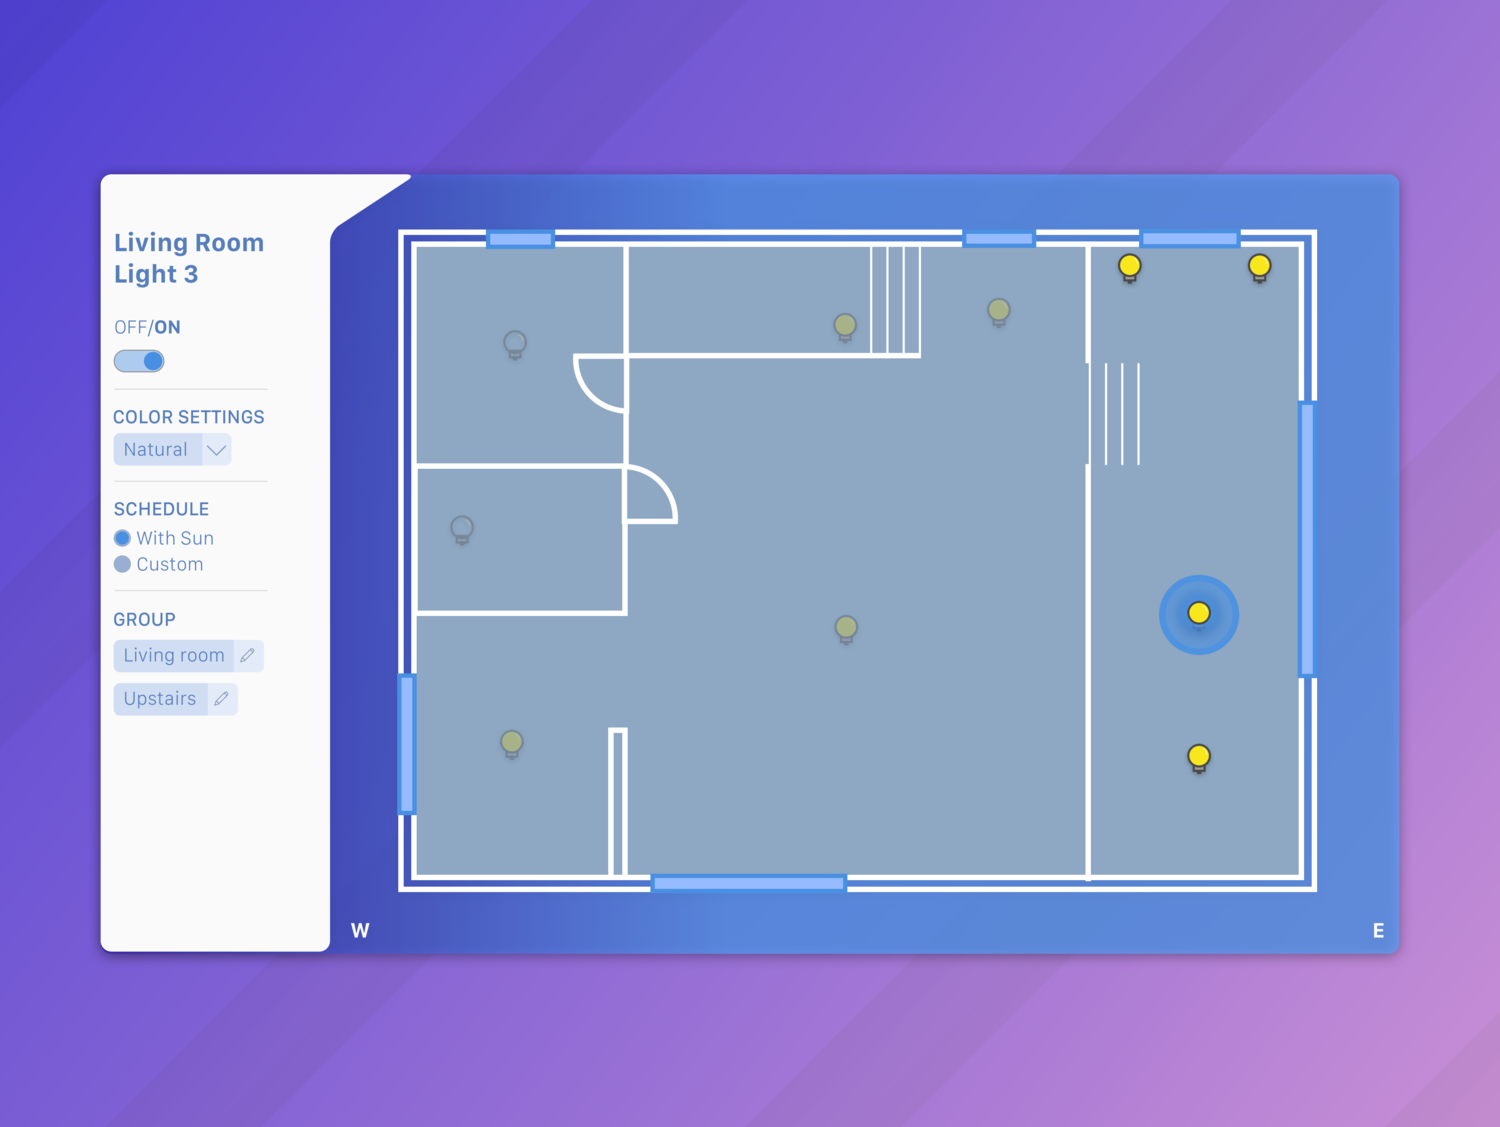 Living Room
Light 3
OFF/ON
COLOR SETTINGS
Natural
SCHEDULE
With Sun
Custom
GROUP
Living room
Upstairs
W
E